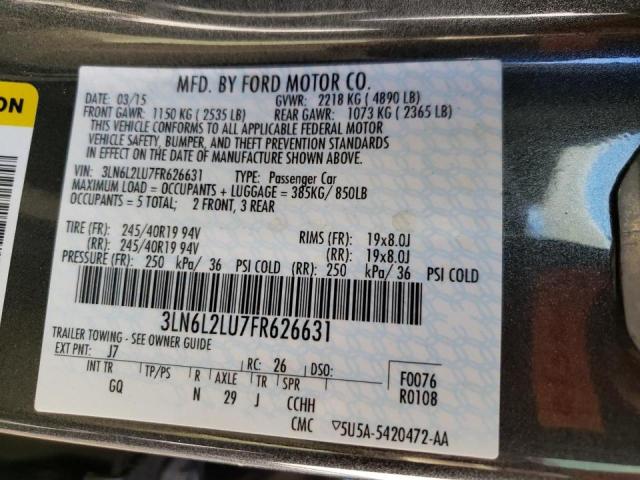 ON
MFD. BY FORD MOTOR CO.
DATE: 03/15 GVWR: 2218 KG ( 4890 LB)
FRONT GAWR: 1150 KG ( 2535 LB) REAR GAWR: 1073 KG ( 2365 LB)
THIS VEHICLE CONFORMS TO ALL APPLICABLE FEDERAL MOTOR
VEHICLE SAFETY, BUMPER, AND THEFT PREVENTION STANDARDS
IN EFFECT ON THE DATE OF MANUFACTURE SHOWN ABOVE.
VIN: 3LN6L2LU7FR626631 TYPE: Passenger Car
MAXIMUM LOAD = OCCUPANTS + LUGGAGE = 385KG/ 850LB
OCCUPANTS = 5 TOTAL; 2 FRONT, 3 REAR
TIRE (FR): 245/40R19 94V RIMS (FR): 19x8.0J
(RR): 245/40R19 94V (RR): 19x8.0J
PRESSURE (FR): 250 kPa/ 36 PSI COLD (RR): 250 kPa/ 36 PSI COLD
3LN6L2LU7FR626631
TRAILER TOWING - SEE OWNER GUIDE
EXT PNT: J7 RC: 26 DSO:
INT TR TP/PS R AXLE TR SPR F0076
GQ N 29 J CCHH R0108
CMC ▽5U5A-5420472-AA